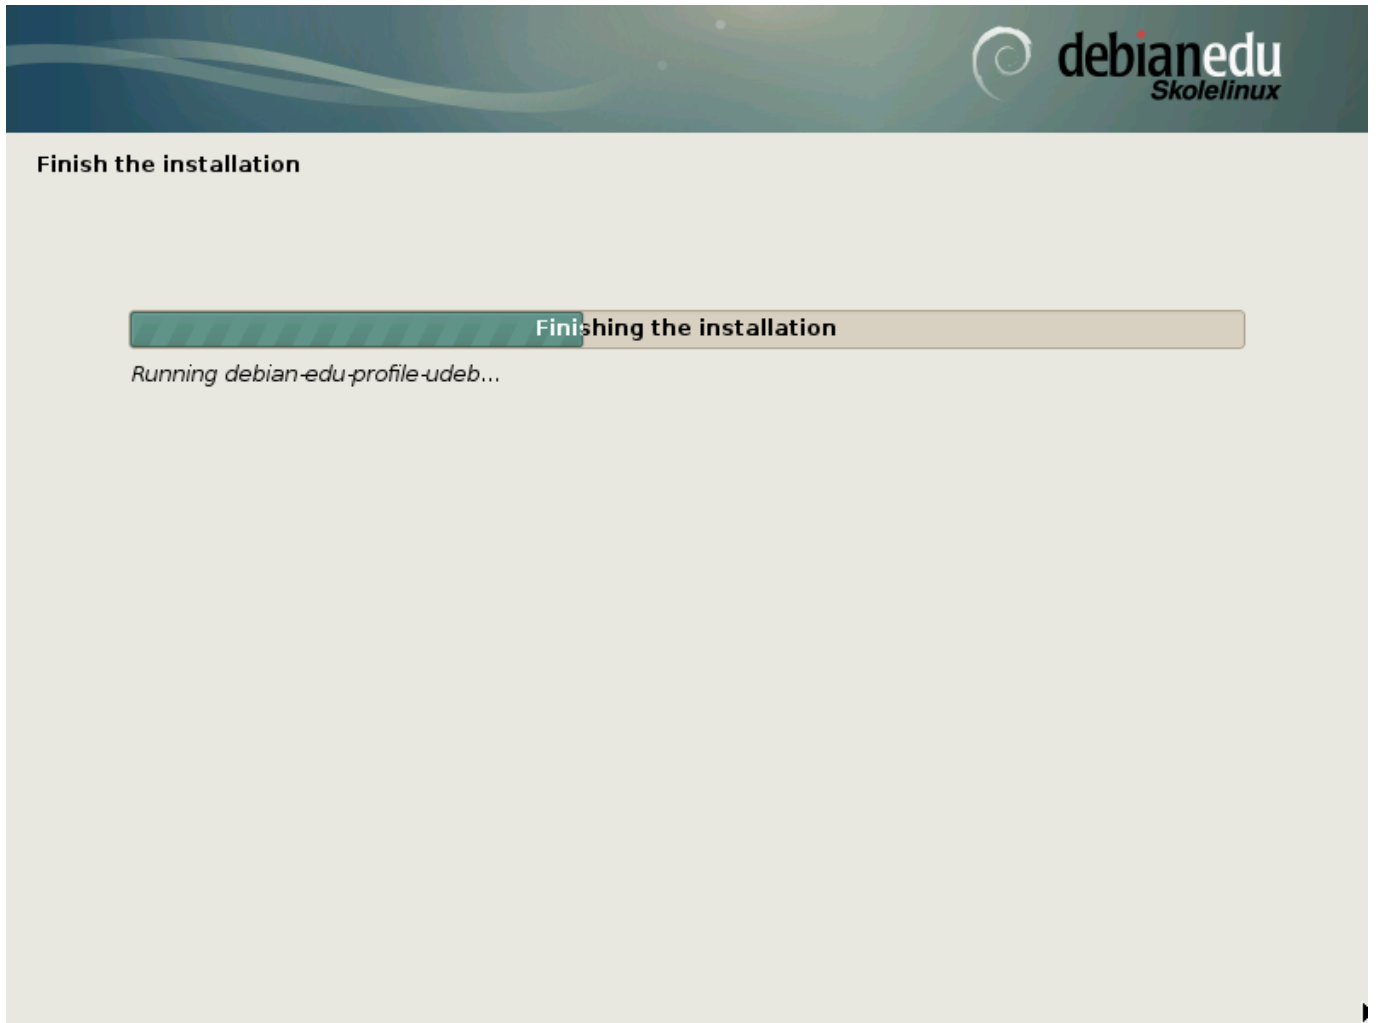 debianedu
Skolelinux
Finish the installation
Finishing the installation
Running debian-edu-profile-udeb...